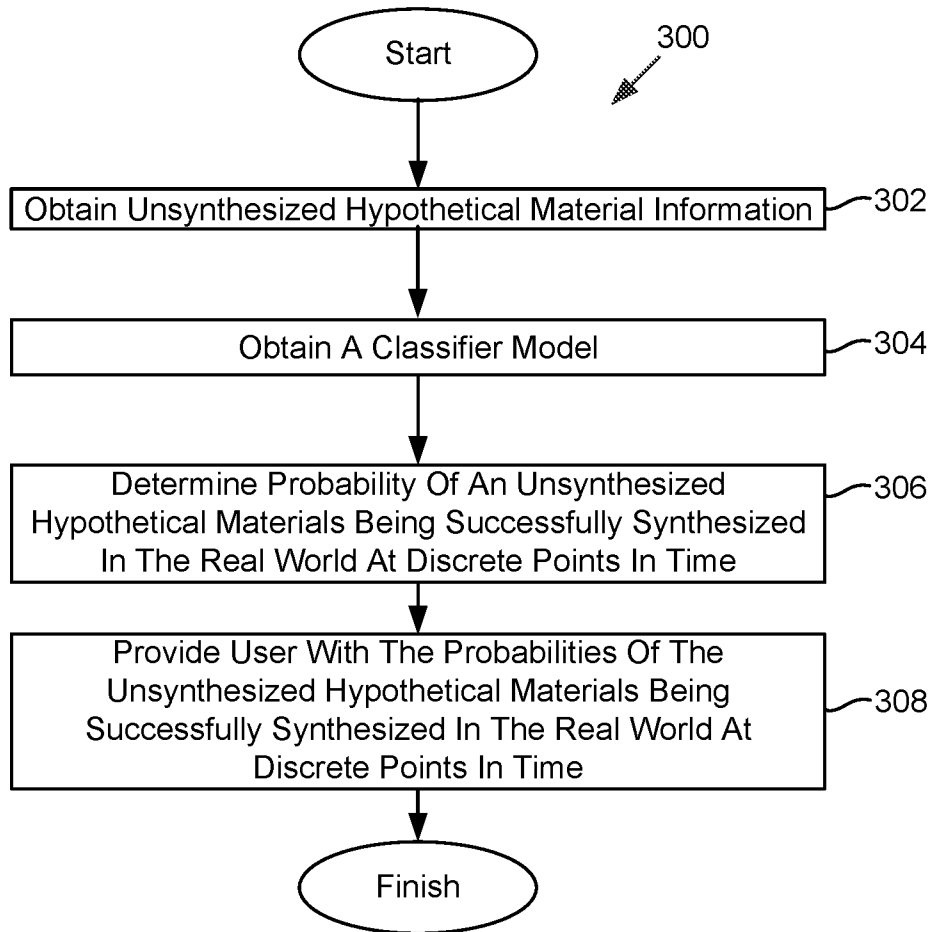 Start
300
Obtain Unsynthesized Hypothetical Material Information
302
Obtain A Classifier Model
304
Determine Probability Of An Unsynthesized
Hypothetical Materials Being Successfully Synthesized
In The Real World At Discrete Points In Time
306
Provide User With The Probabilities Of The
Unsynthesized Hypothetical Materials Being
Successfully Synthesized In The Real World At
Discrete Points In Time
308
Finish